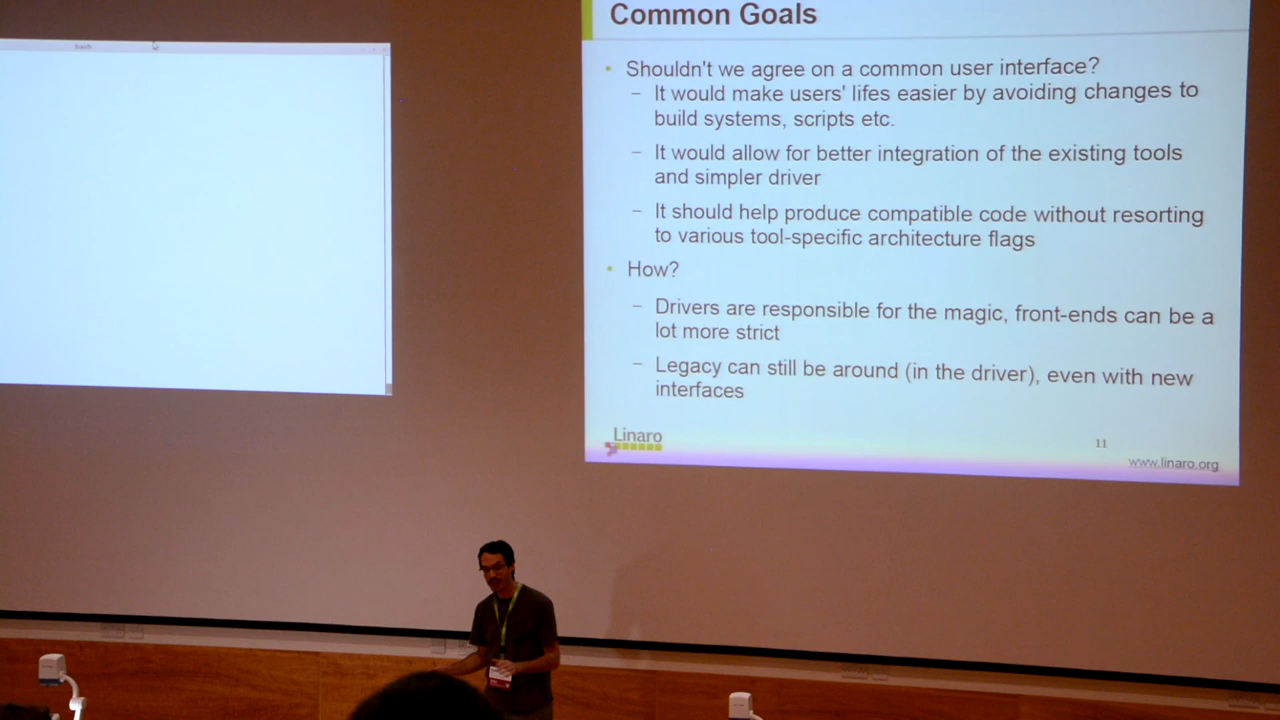 bash
Common Goals
• Shouldn't we agree on a common user interface?
– It would make users' lifes easier by avoiding changes to
build systems, scripts etc.
– It would allow for better integration of the existing tools
and simpler driver
– It should help produce compatible code without resorting
to various tool-specific architecture flags
• How?
– Drivers are responsible for the magic, front-ends can be a
lot more strict
– Legacy can still be around (in the driver), even with new
interfaces
Linaro
11
www.linaro.org